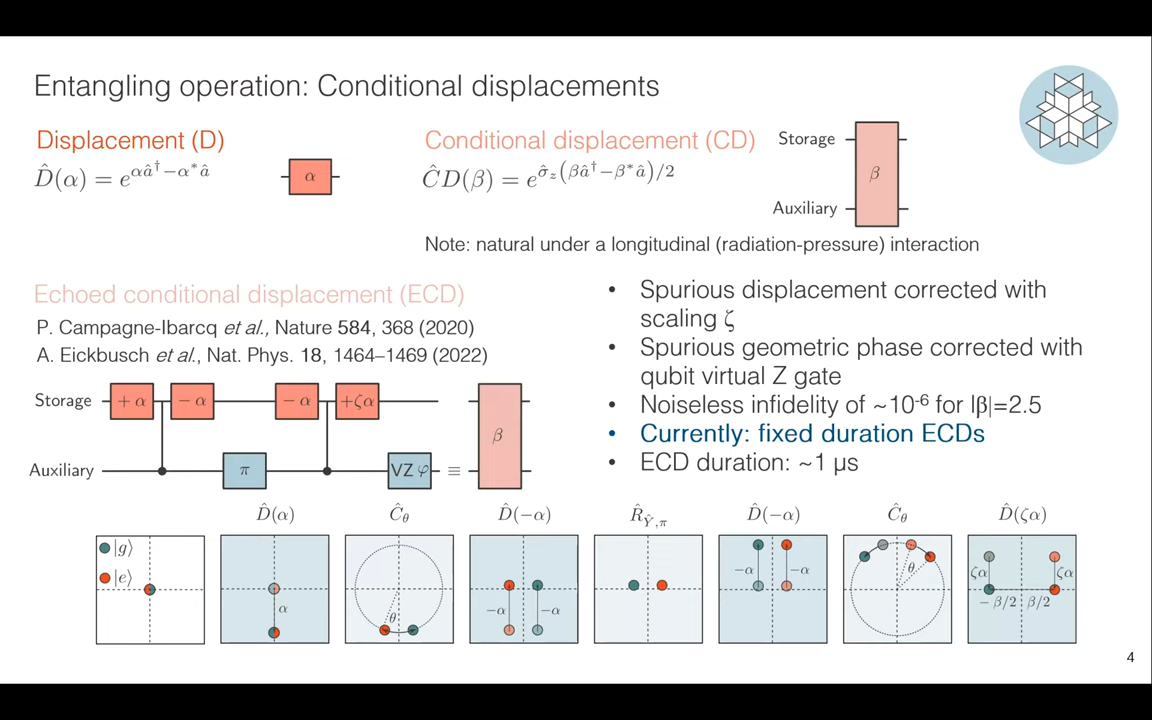 Entangling operation: Conditional displacements
Displacement (D)
D̂(α) = e^{αâ†−α*â}
α
Conditional displacement (CD)
ĈD(β) = e^{σ̂_z(βâ†−β*â)/2}
Storage
β
Auxiliary
Note: natural under a longitudinal (radiation-pressure) interaction
Echoed conditional displacement (ECD)
P. Campagne-Ibarcq et al., Nature 584, 368 (2020)
A. Eickbusch et al., Nat. Phys. 18, 1464–1469 (2022)
Storage +α −α −α +ζα
β
Auxiliary π VZ φ ≡
• Spurious displacement corrected with
scaling ζ
• Spurious geometric phase corrected with
qubit virtual Z gate
• Noiseless infidelity of ~10⁻⁶ for |β|=2.5
• Currently: fixed duration ECDs
• ECD duration: ~1 µs
D̂(α) Ĉ_θ D̂(−α) R̂_{Ŷ,π} D̂(−α) Ĉ_θ D̂(ζα)
|g⟩
|e⟩
α
θ
−α −α
−α −α
θ
ζα ζα
−β/2 β/2
4